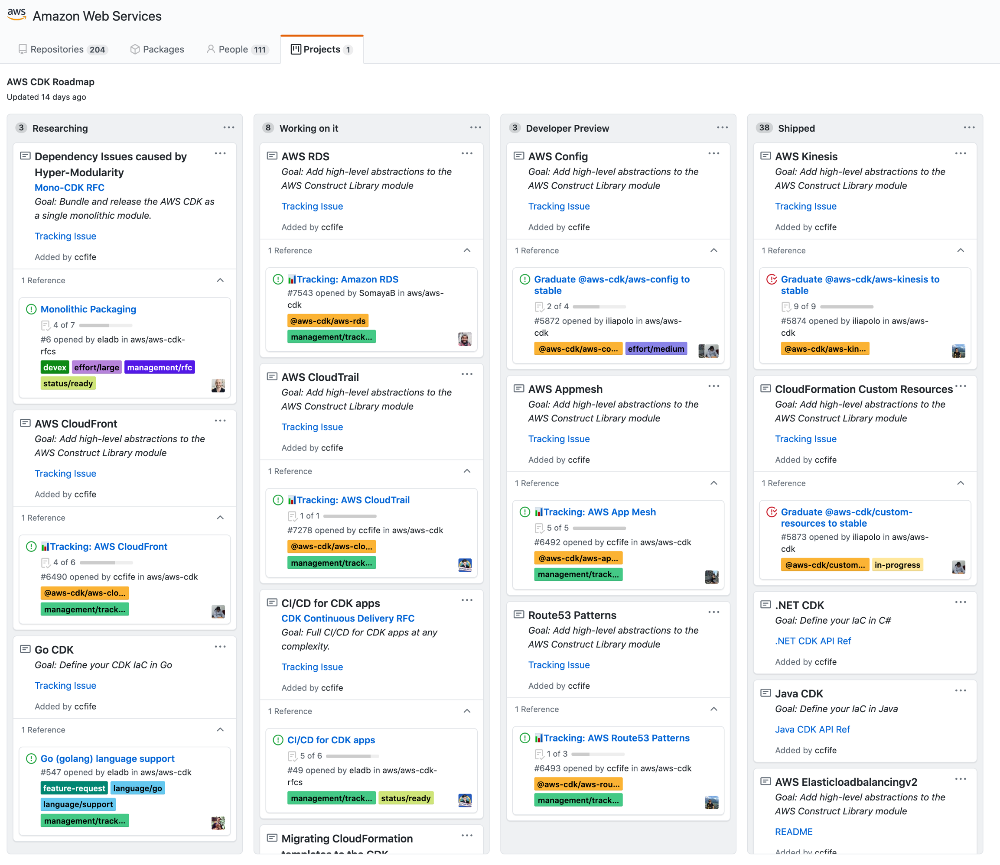 aws Amazon Web Services
Repositories 204
Packages
People 111
Projects 1
AWS CDK Roadmap
Updated 14 days ago
3 Researching
Dependency Issues caused by
Hyper-Modularity
Mono-CDK RFC
Goal: Bundle and release the AWS CDK as
a single monolithic module.
Tracking Issue
Added by ccfife
1 Reference
Monolithic Packaging
4 of 7
#6 opened by eladb in aws/aws-cdk-
rfcs
devex effort/large management/rfc
status/ready
AWS CloudFront
Goal: Add high-level abstractions to the
AWS Construct Library module
Tracking Issue
Added by ccfife
1 Reference
Tracking: AWS CloudFront
4 of 6
#6490 opened by ccfife in aws/aws-cdk
@aws-cdk/aws-clo...
management/track...
Go CDK
Goal: Define your CDK IaC in Go
Tracking Issue
Added by ccfife
1 Reference
Go (golang) language support
#547 opened by eladb in aws/aws-cdk
feature-request language/go
language/support
management/track...
8 Working on it
AWS RDS
Goal: Add high-level abstractions to the
AWS Construct Library module
Tracking Issue
Added by ccfife
1 Reference
Tracking: Amazon RDS
#7543 opened by SomayaB in aws/aws-
cdk
@aws-cdk/aws-rds
management/track...
AWS CloudTrail
Goal: Add high-level abstractions to the
AWS Construct Library module
Tracking Issue
Added by ccfife
1 Reference
Tracking: AWS CloudTrail
1 of 1
#7278 opened by ccfife in aws/aws-cdk
@aws-cdk/aws-clo...
management/track...
CI/CD for CDK apps
CDK Continuous Delivery RFC
Goal: Full CI/CD for CDK apps at any
complexity.
Tracking Issue
Added by ccfife
1 Reference
CI/CD for CDK apps
5 of 6
#49 opened by eladb in aws/aws-cdk-
rfcs
management/track... status/ready
Migrating CloudFormation
templates to the CDK
3 Developer Preview
AWS Config
Goal: Add high-level abstractions to the
AWS Construct Library module
Tracking Issue
Added by ccfife
1 Reference
Graduate @aws-cdk/aws-config to
stable
2 of 4
#5872 opened by iliapolo in aws/aws-
cdk
@aws-cdk/aws-co... effort/medium
AWS Appmesh
Goal: Add high-level abstractions to the
AWS Construct Library module
Tracking Issue
Added by ccfife
1 Reference
Tracking: AWS App Mesh
5 of 5
#6492 opened by ccfife in aws/aws-cdk
@aws-cdk/aws-ap...
management/track...
Route53 Patterns
Goal: Add high-level abstractions to the
AWS Construct Library module
Tracking Issue
Added by ccfife
1 Reference
Tracking: AWS Route53 Patterns
1 of 3
#6493 opened by ccfife in aws/aws-cdk
@aws-cdk/aws-rou...
management/track...
38 Shipped
AWS Kinesis
Goal: Add high-level abstractions to the
AWS Construct Library module
Tracking Issue
Added by ccfife
1 Reference
Graduate @aws-cdk/aws-kinesis to
stable
9 of 9
#5874 opened by iliapolo in aws/aws-
cdk
@aws-cdk/aws-kin...
CloudFormation Custom Resources
Goal: Add high-level abstractions to the
AWS Construct Library module
Tracking Issue
Added by ccfife
1 Reference
Graduate @aws-cdk/custom-
resources to stable
#5873 opened by iliapolo in aws/aws-
cdk
@aws-cdk/custom... in-progress
.NET CDK
Goal: Define your IaC in C#
.NET CDK API Ref
Added by ccfife
Java CDK
Goal: Define your IaC in Java
Java CDK API Ref
Added by ccfife
AWS Elasticloadbalancingv2
Goal: Add high-level abstractions to the
AWS Construct Library module
README
Added by ccfife